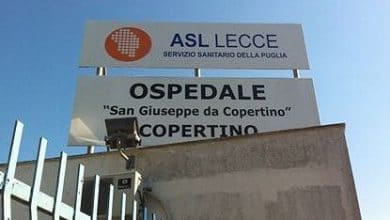 ASL LECCE
SERVIZIO SANITARIO DELLA PUGLIA
OSPEDALE
"San Giuseppe da Copertino"
COPERTINO